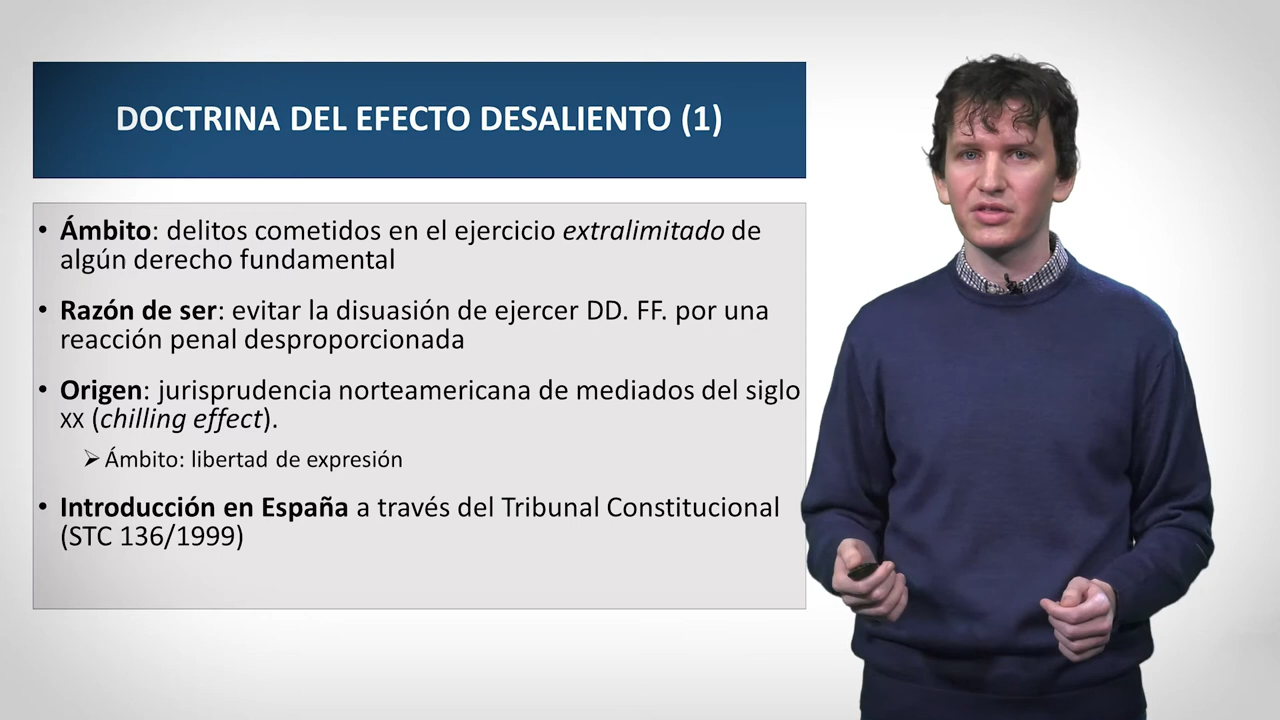 DOCTRINA DEL EFECTO DESALIENTO (1)
• Ámbito: delitos cometidos en el ejercicio extralimitado de
algún derecho fundamental
• Razón de ser: evitar la disuasión de ejercer DD. FF. por una
reacción penal desproporcionada
• Origen: jurisprudencia norteamericana de mediados del siglo
XX (chilling effect).
➢ Ámbito: libertad de expresión
• Introducción en España a través del Tribunal Constitucional
(STC 136/1999)